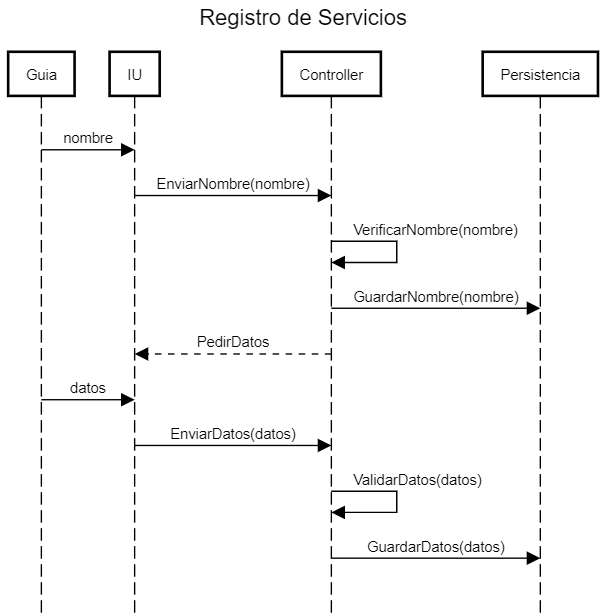 Registro de Servicios
Guia
IU
Controller
Persistencia
nombre
EnviarNombre(nombre)
VerificarNombre(nombre)
GuardarNombre(nombre)
PedirDatos
datos
EnviarDatos(datos)
ValidarDatos(datos)
GuardarDatos(datos)